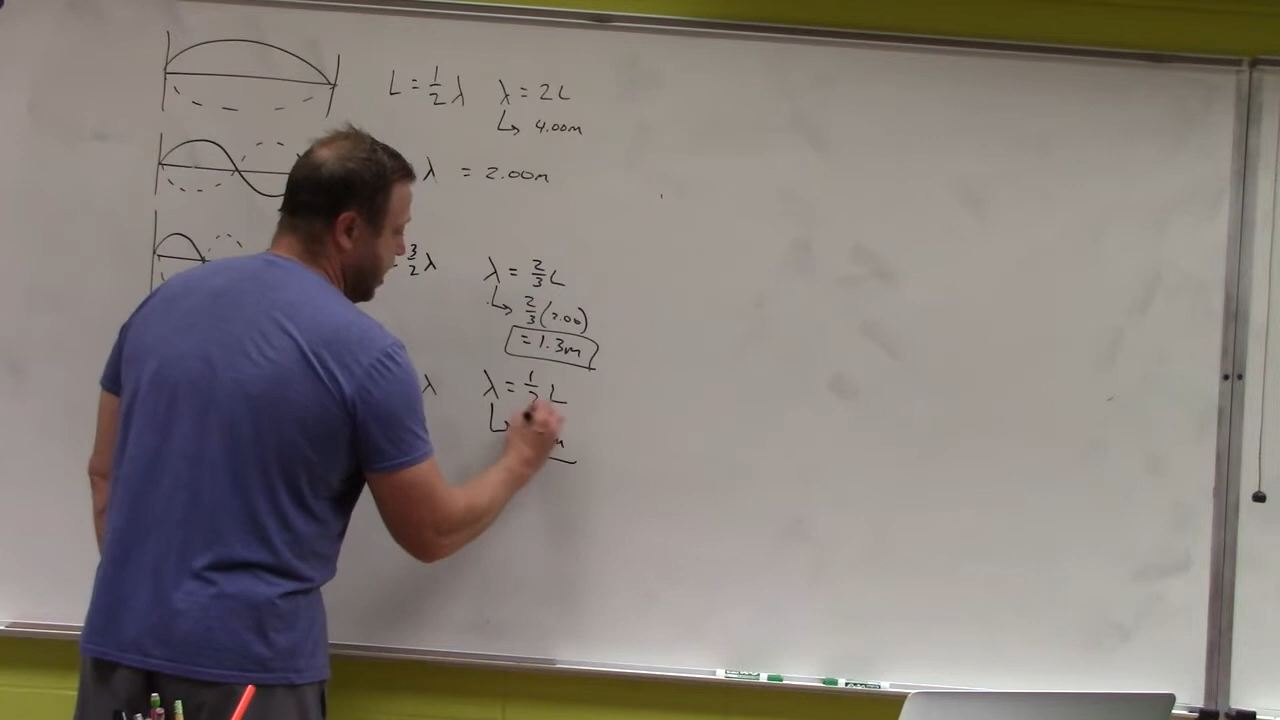 L = 1/2 λ λ = 2L
↳ 4.00m
λ = 2.00m
3/2 λ λ = 2/3 L
↳ 2/3 (2.00)
= 1.3m
λ λ = 1/2 L
↳ m